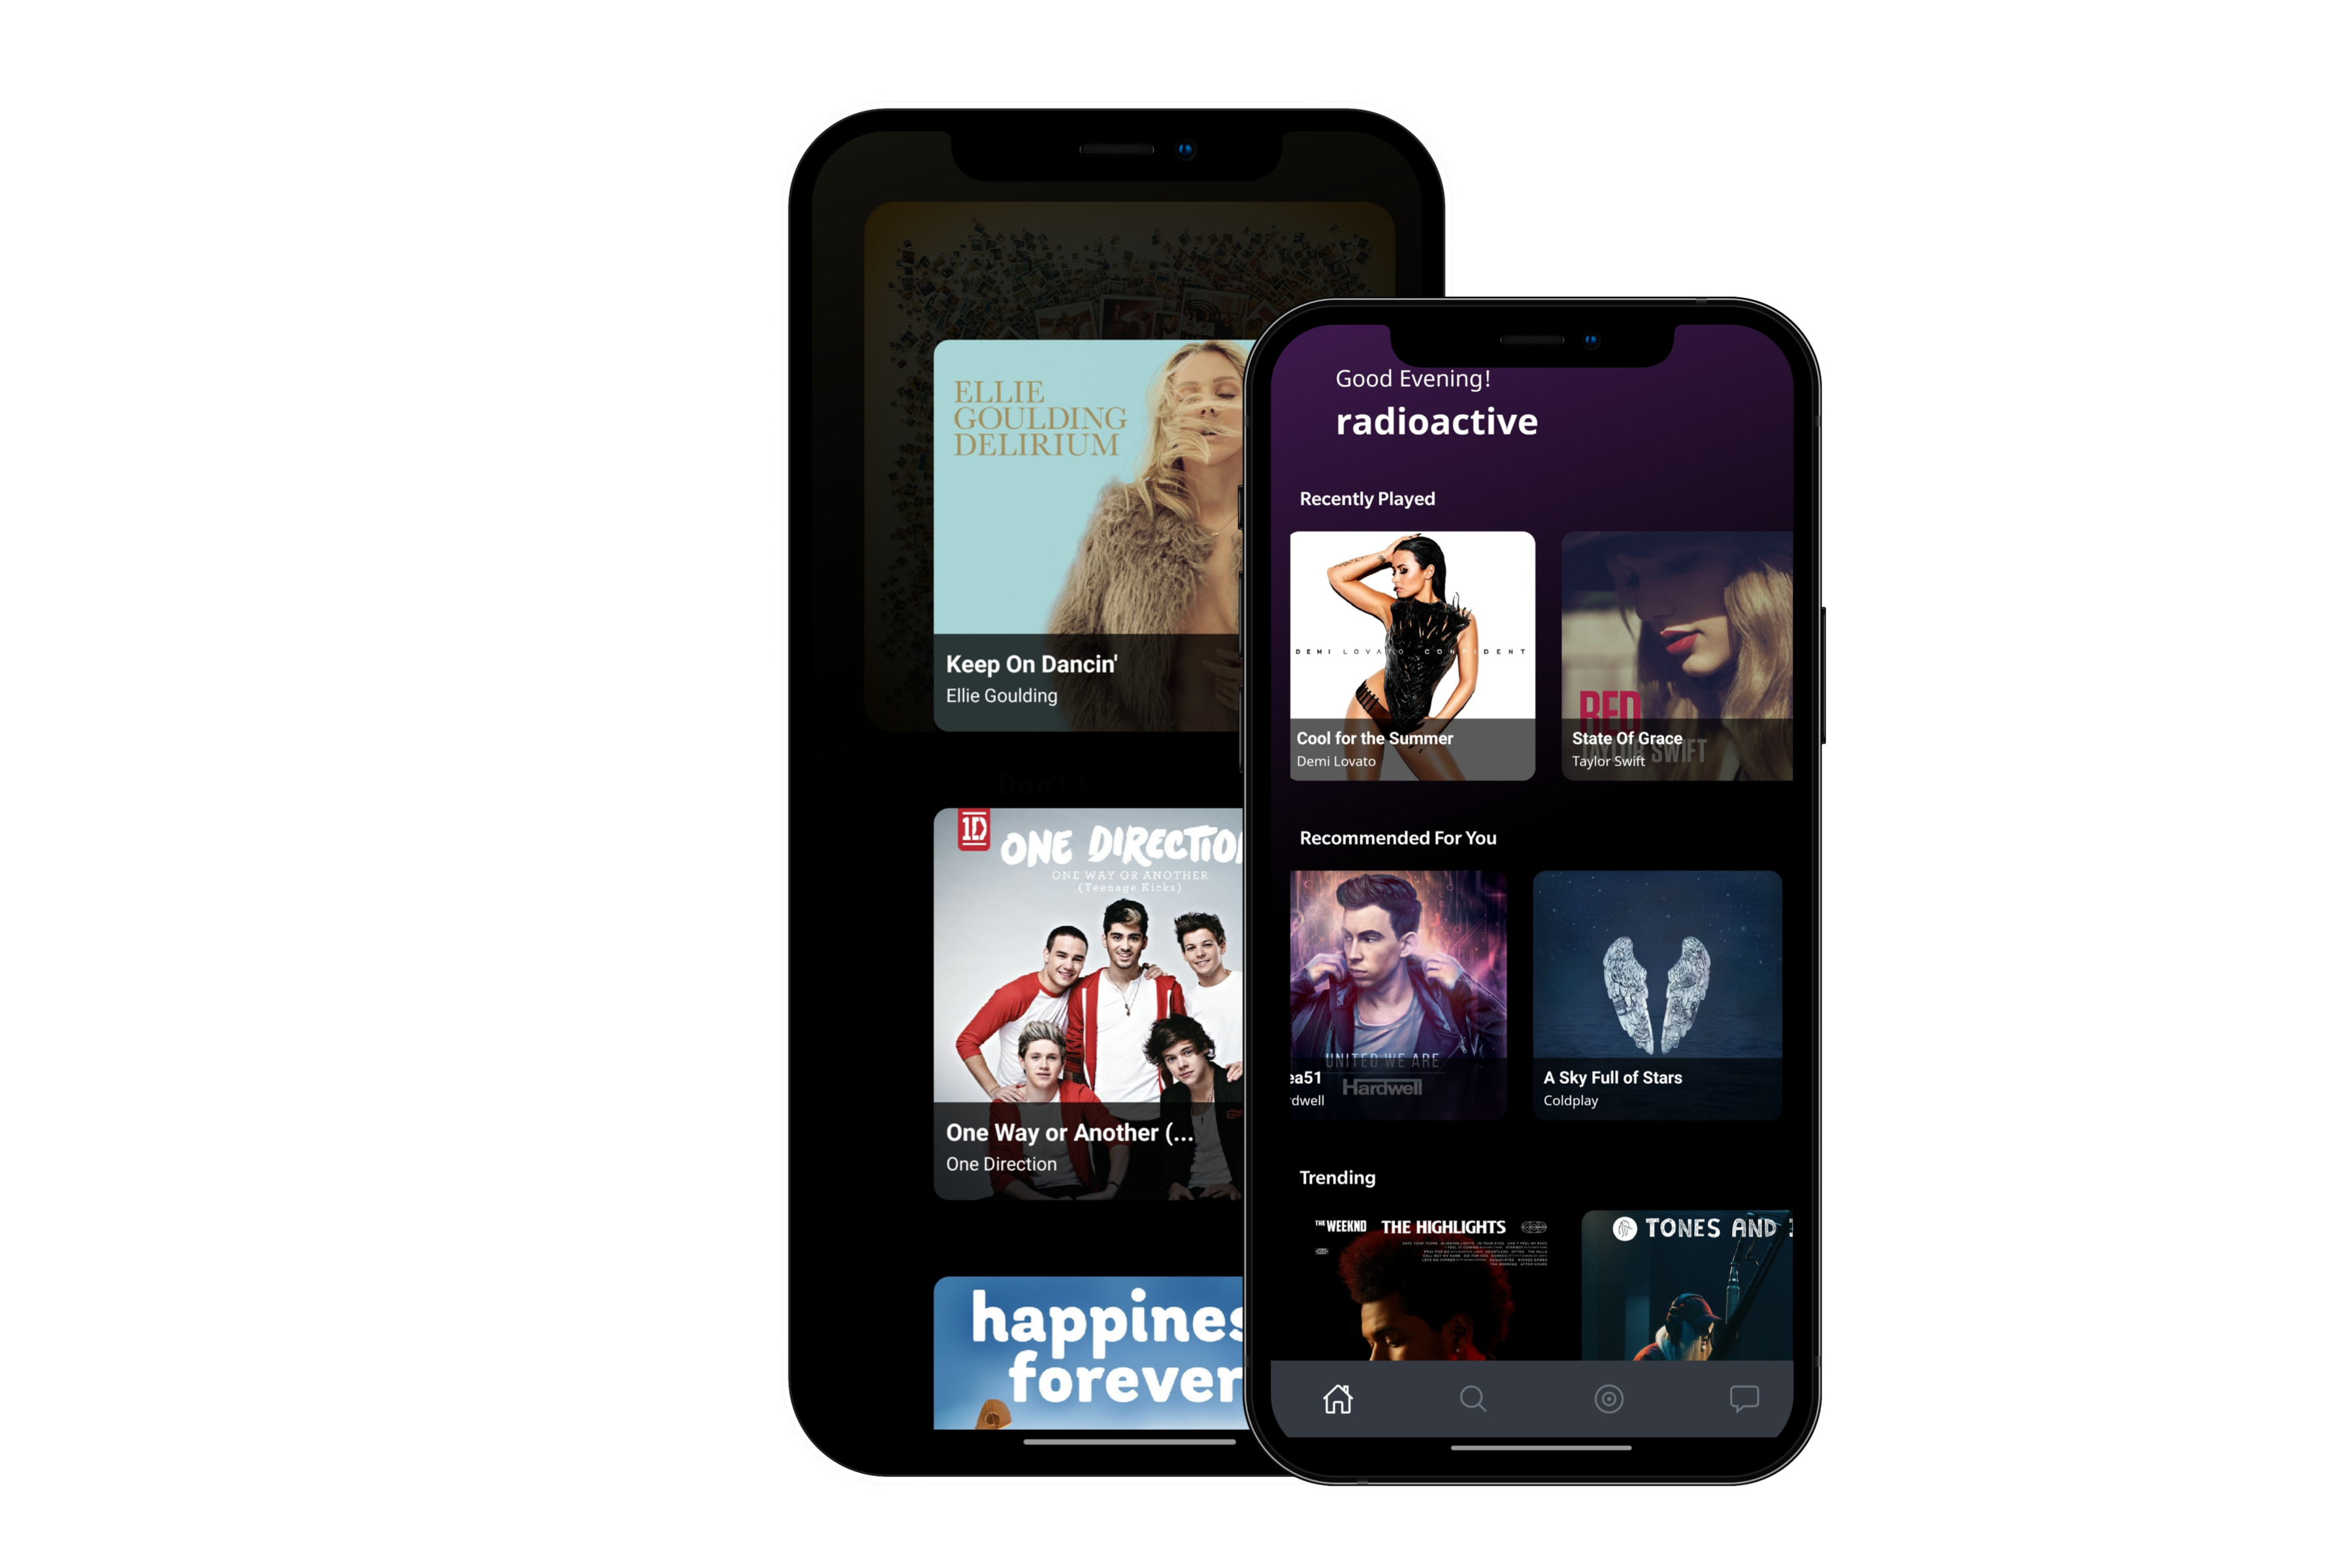 ELLIE
GOULDING
DELIRIUM
Keep On Dancin'
Ellie Goulding
Don't
1D
ONE DIRECTIO
ONE WAY OR ANOTHER
(Teenage Kicks)
One Way or Another (...
One Direction
happines
forever
Good Evening!
radioactive
Recently Played
DEMI LOVATO CONFIDENT
Cool for the Summer
Demi Lovato
RED
TAYLOR SWIFT
State Of Grace
Taylor Swift
Recommended For You
UNITED WE ARE
Hardwell
ea51
rdwell
A Sky Full of Stars
Coldplay
Trending
THE WEEKND THE HIGHLIGHTS
TONES AND